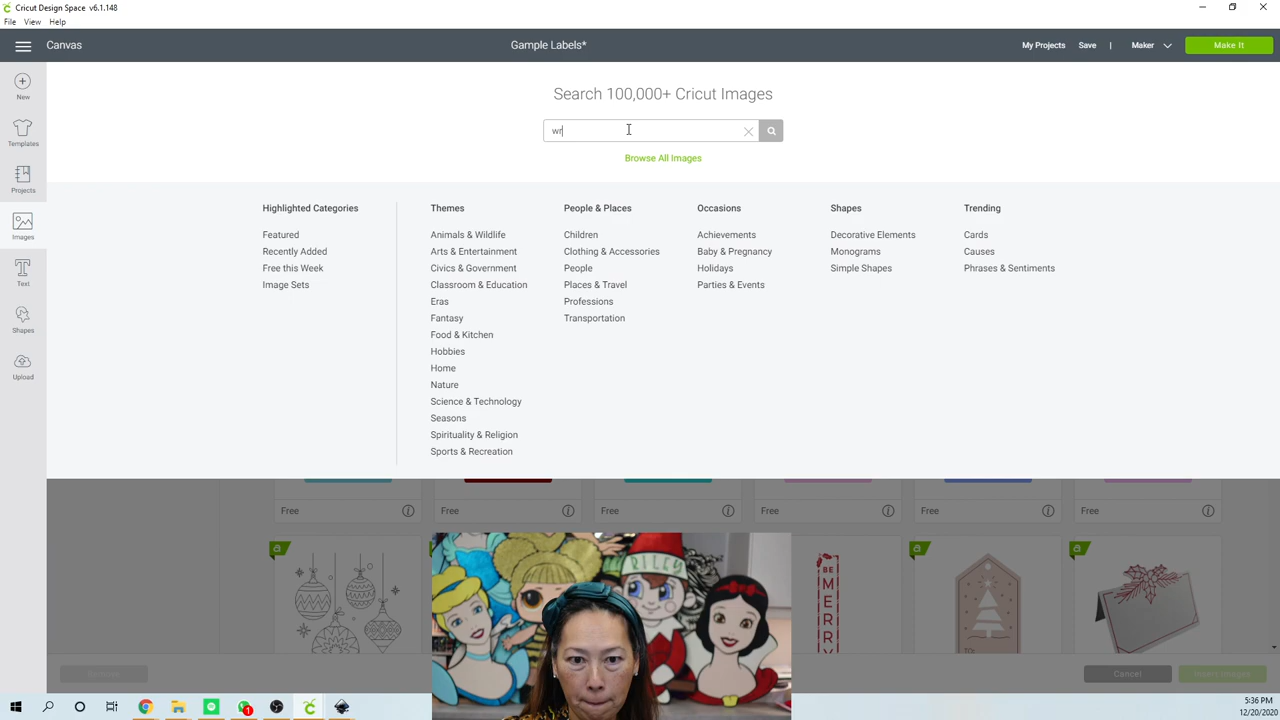 Cricut Design Space v6.1.148
File View Help
Canvas
Gample Labels*
My Projects Save | Maker Make It
New
Templates
Projects
Images
Text
Shapes
Upload
Search 100,000+ Cricut Images
wr
Browse All Images
Highlighted Categories
Featured
Recently Added
Free this Week
Image Sets
Themes
Animals & Wildlife
Arts & Entertainment
Civics & Government
Classroom & Education
Eras
Fantasy
Food & Kitchen
Hobbies
Home
Nature
Science & Technology
Seasons
Spirituality & Religion
Sports & Recreation
People & Places
Children
Clothing & Accessories
People
Places & Travel
Professions
Transportation
Occasions
Achievements
Baby & Pregnancy
Holidays
Parties & Events
Shapes
Decorative Elements
Monograms
Simple Shapes
Trending
Cards
Causes
Phrases & Sentiments
Free Free Free Free Free Free
a a a a
BE
MERRY
TO:
RILEY
Cancel Insert Images
1
5:36 PM
12/20/2020